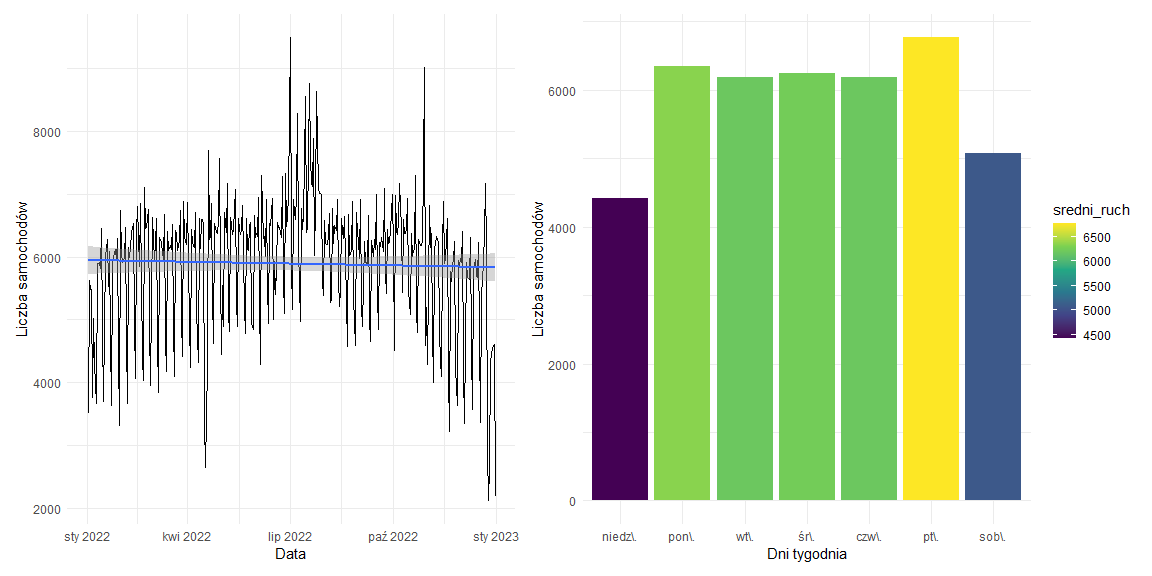 Liczba samochodów
8000
6000
4000
2000
sty 2022
kwi 2022
lip 2022
paź 2022
sty 2023
Data
Liczba samochodów
6000
4000
2000
0
niedz\.
pon\.
wt\.
śr\.
czw\.
pt\.
sob\.
Dni tygodnia
sredni_ruch
6500
6000
5500
5000
4500